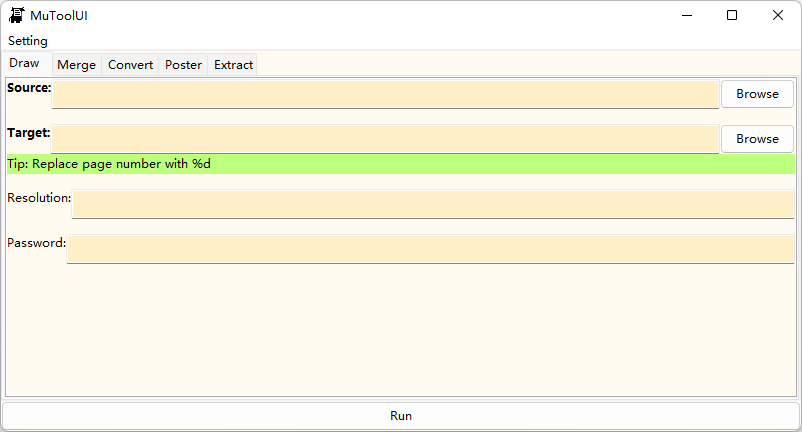 MuToolUI
Setting
Draw Merge Convert Poster Extract
Source: Browse
Target: Browse
Tip: Replace page number with %d
Resolution:
Password:
Run